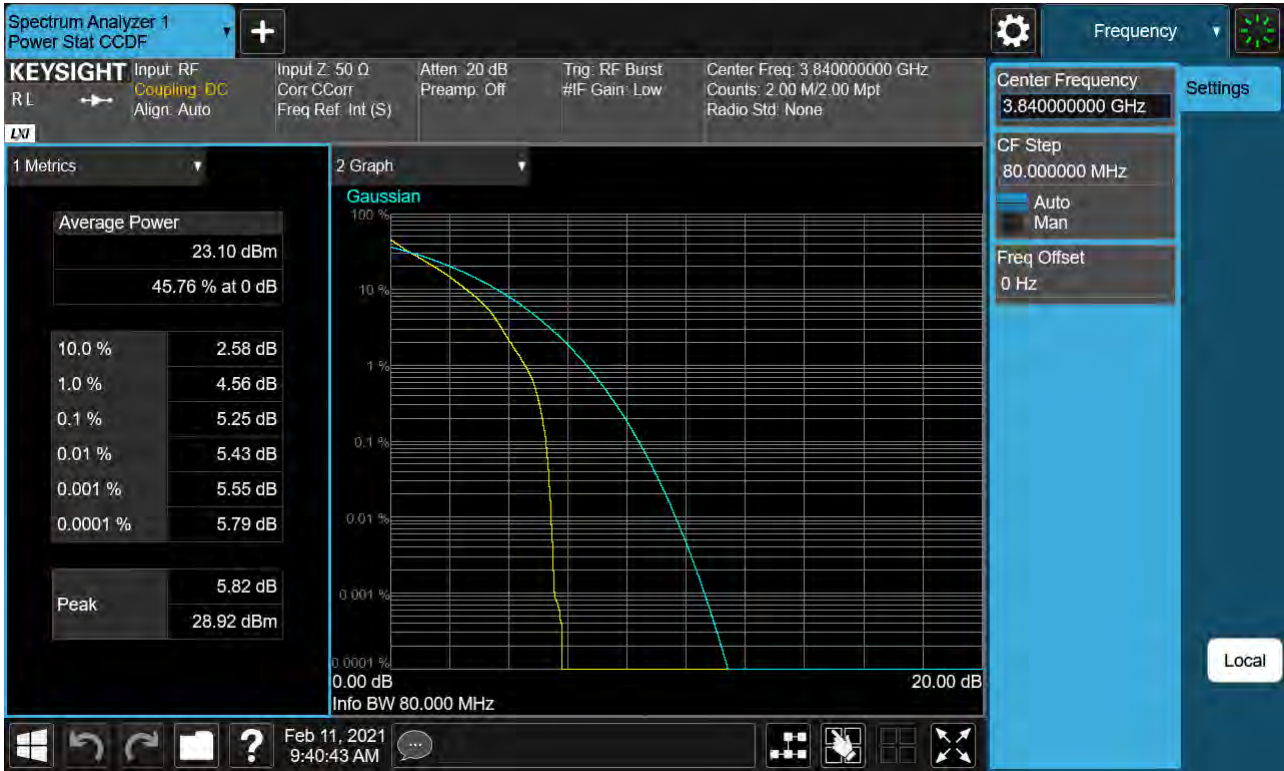 Spectrum Analyzer 1
Power Stat CCDF
Frequency
KEYSIGHT
RL
LXI
Input: RF
Coupling: DC
Align: Auto
Input Z: 50 Ω
Corr CCorr
Freq Ref: Int (S)
Atten: 20 dB
Preamp: Off
Trig: RF Burst
#IF Gain: Low
Center Freq: 3.840000000 GHz
Counts: 2.00 M/2.00 Mpt
Radio Std: None
Center Frequency
3.840000000 GHz
Settings
CF Step
80.000000 MHz
Auto
Man
Freq Offset
0 Hz
Local
1 Metrics
Average Power
23.10 dBm
45.76 % at 0 dB
10.0 % 2.58 dB
1.0 % 4.56 dB
0.1 % 5.25 dB
0.01 % 5.43 dB
0.001 % 5.55 dB
0.0001 % 5.79 dB
Peak
5.82 dB
28.92 dBm
2 Graph
Gaussian
100 %
10 %
1 %
0.1 %
0.01 %
0.001 %
0.0001 %
0.00 dB 20.00 dB
Info BW 80.000 MHz
Feb 11, 2021
9:40:43 AM